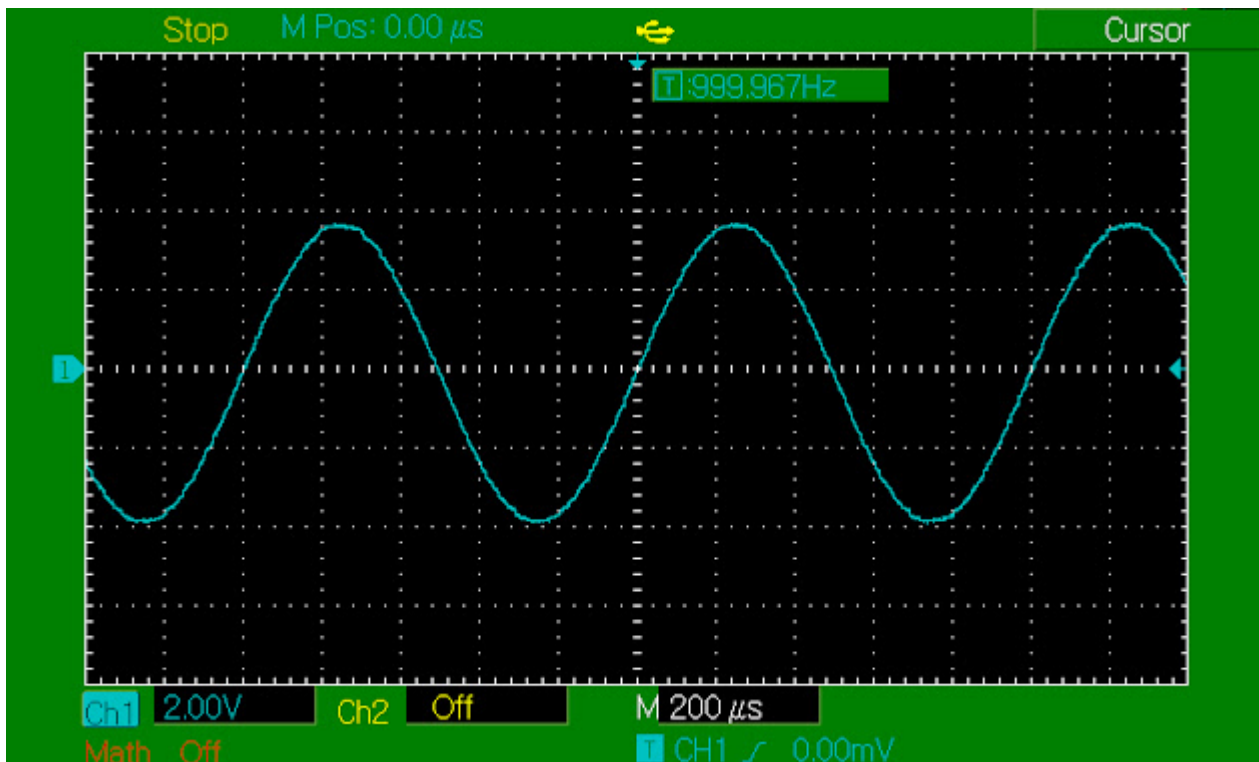 Stop M Pos: 0.00 μs Cursor
T :999.967Hz
1
Ch1 2.00V Ch2 Off M 200 μs
Math Off T CH1 0.00mV